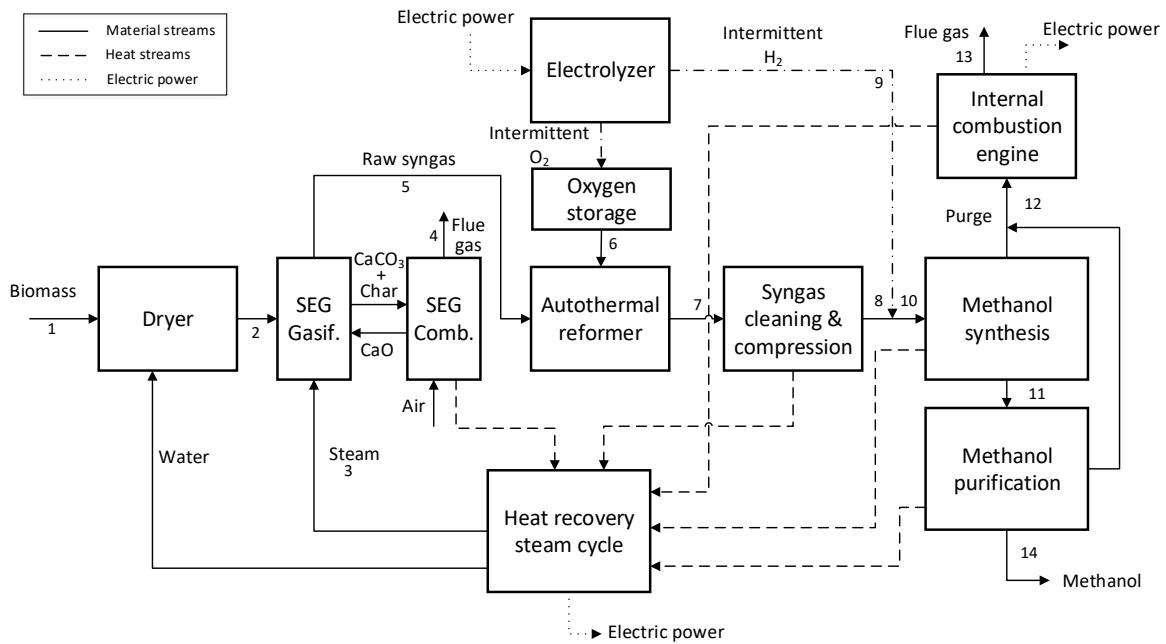 Material streams
Heat streams
Electric power
Electric power
Electrolyzer
Intermittent
H2
9
Flue gas
13
Electric power
Internal
combustion
engine
Intermittent
O2
Oxygen
storage
Raw syngas
5
4
Flue
gas
CaCO3
+
Char
6
12
Purge
Biomass
1
Dryer
2
SEG
Gasif.
CaO
SEG
Comb.
Autothermal
reformer
7
Syngas
cleaning &
compression
8
10
Methanol
synthesis
Air
11
Water
Steam
3
Heat recovery
steam cycle
Methanol
purification
14
Methanol
Electric power